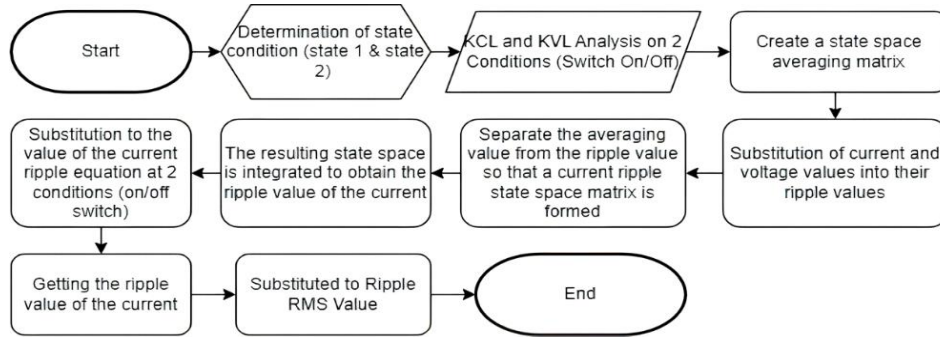 Start
Determination of state
condition (state 1 & state
2)
KCL and KVL Analysis on 2
Conditions (Switch On/Off)
Create a state space
averaging matrix
Substitution to the
value of the current
ripple equation at 2
conditions (on/off
switch)
The resulting state space
is integrated to obtain the
ripple value of the current
Separate the averaging
value from the ripple value
so that a current ripple
state space matrix is
formed
Substitution of current and
voltage values into their
ripple values
Getting the ripple
value of the current
Substituted to Ripple
RMS Value
End